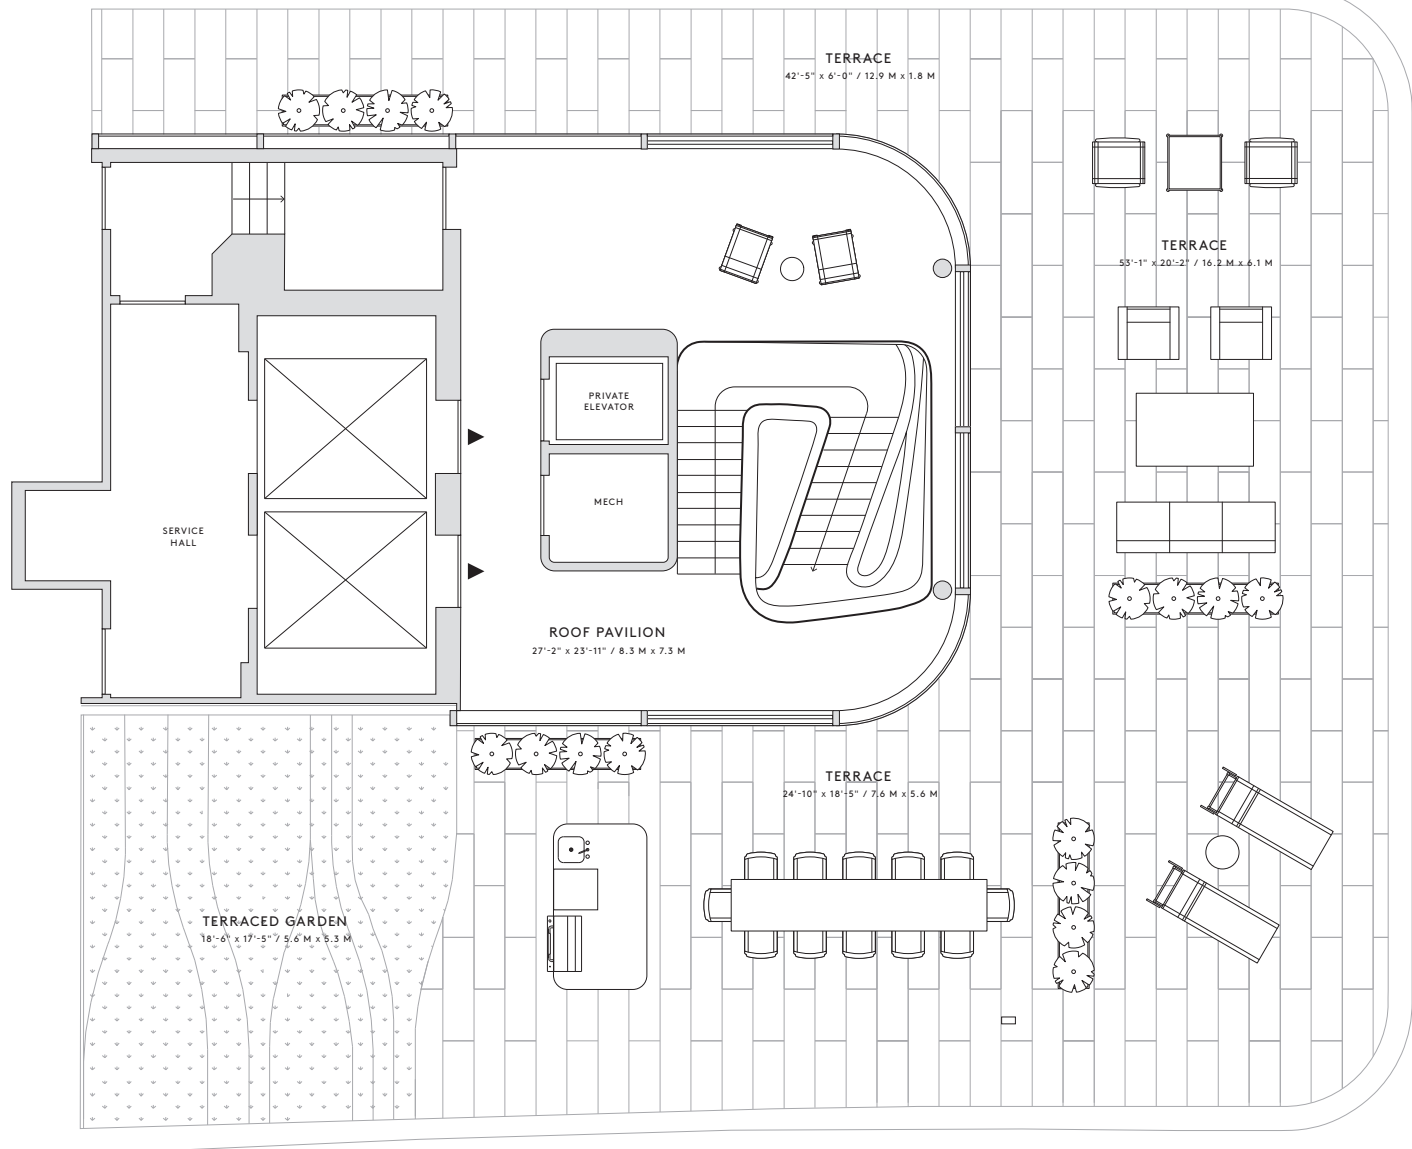 TERRACE
42'-5" x 6'-0" / 12.9 M x 1.8 M
TERRACE
53'-1" x 20'-2" / 16.2 M x 6.1 M
PRIVATE
ELEVATOR
MECH
SERVICE
HALL
ROOF PAVILION
27'-2" x 23'-11" / 8.3 M x 7.3 M
TERRACE
24'-10" x 18'-5" / 7.6 M x 5.6 M
TERRACED GARDEN
18'-6" x 17'-5" / 5.6 M x 5.3 M